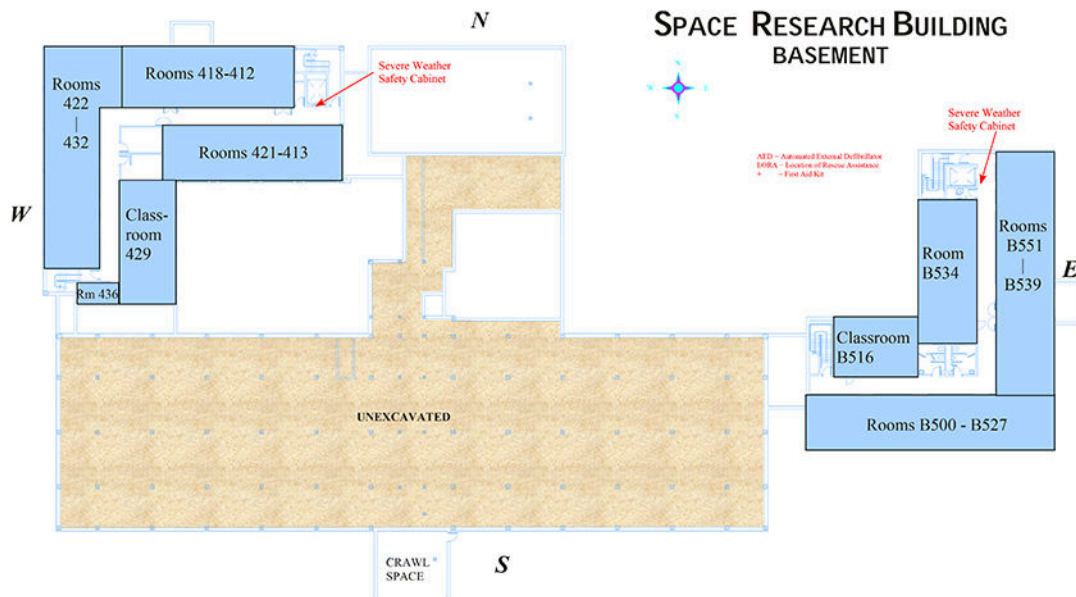 SPACE RESEARCH BUILDING
BASEMENT
N
Rooms 418-412
Severe Weather
Safety Cabinet
Rooms
422
|
432
Rooms 421-413
N
W E
S
Severe Weather
Safety Cabinet
AED – Automated External Defibrillator
LORA – Location of Rescue Assistance
+ – First Aid Kit
W
Class-
room
429
Rm 436
Rooms
B551
|
B539
Room
B534
E
Classroom
B516
UNEXCAVATED
Rooms B500 - B527
CRAWL
SPACE
S